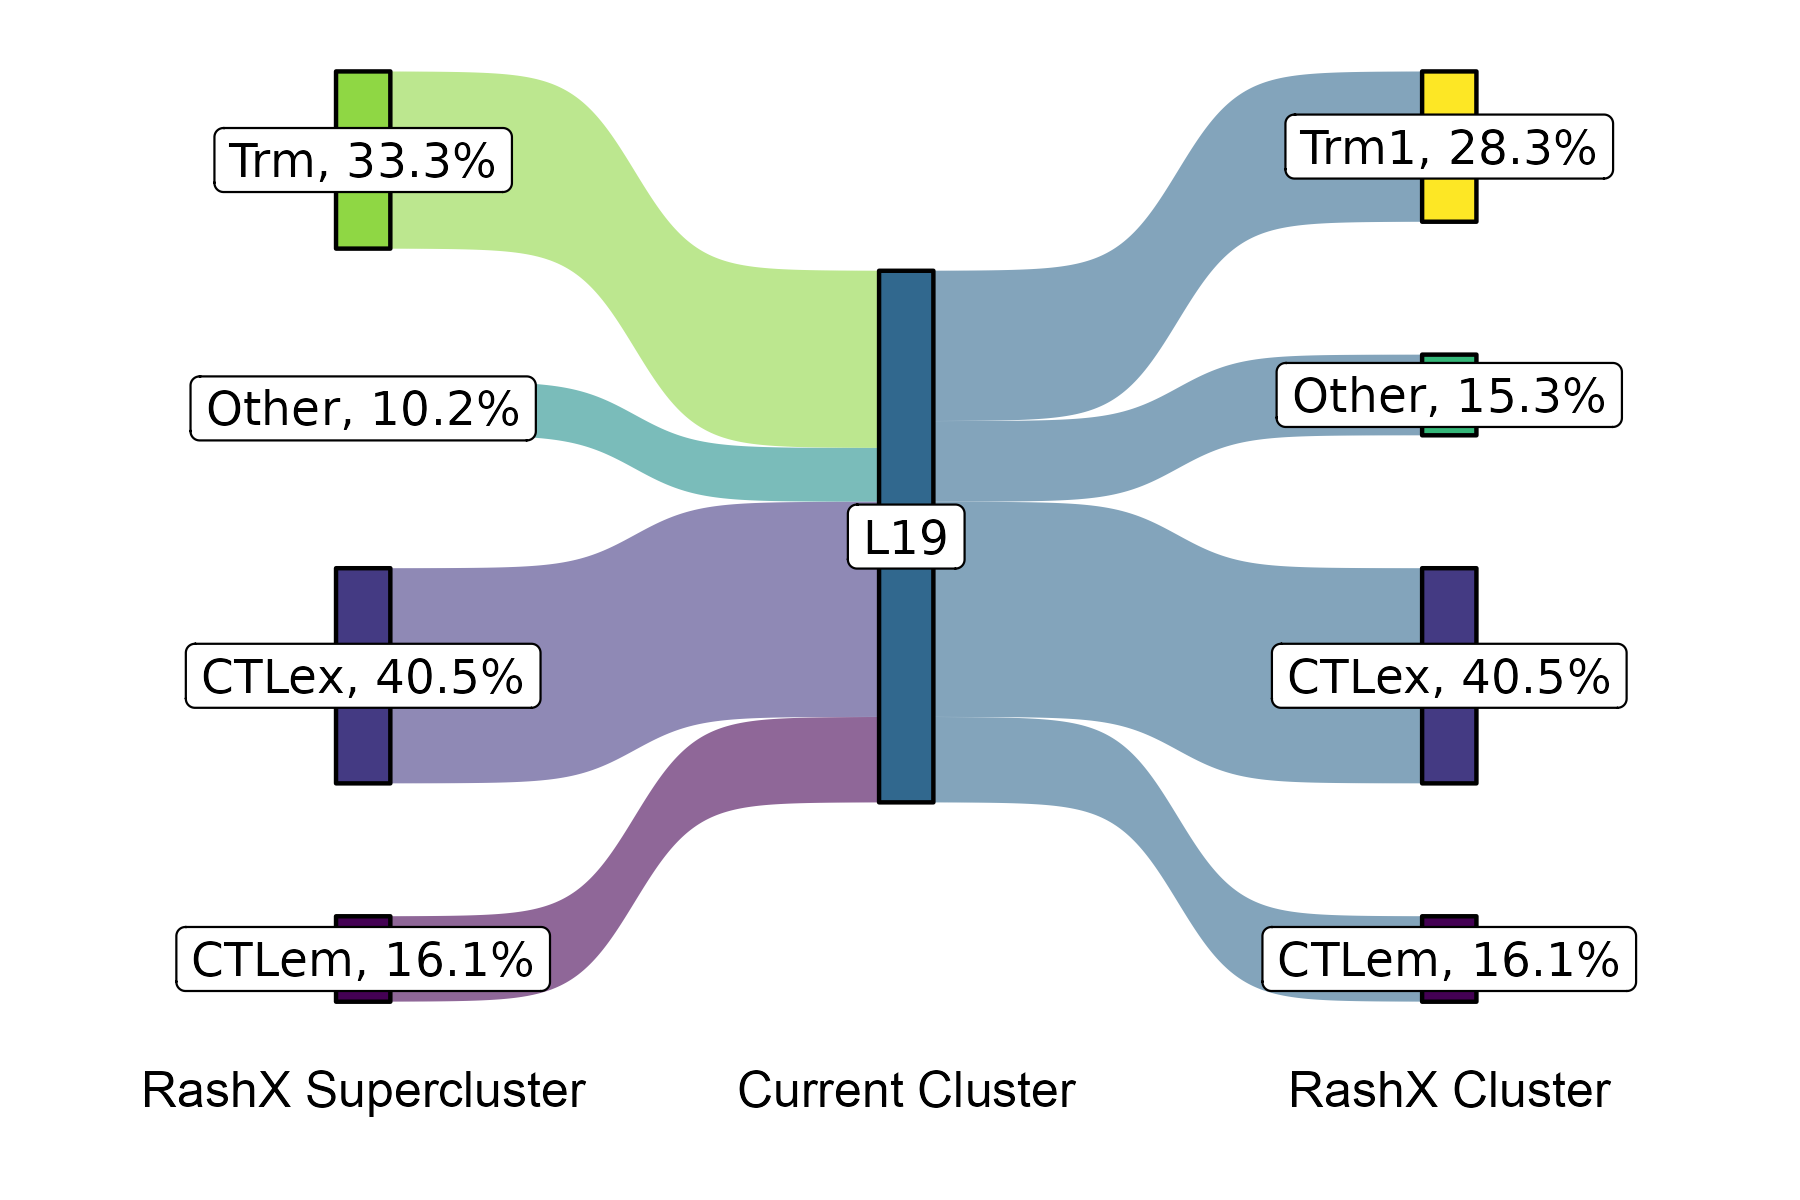 Trm, 33.3%
Other, 10.2%
CTLex, 40.5%
CTLem, 16.1%
L19
Trm1, 28.3%
Other, 15.3%
CTLex, 40.5%
CTLem, 16.1%
RashX Supercluster
Current Cluster
RashX Cluster